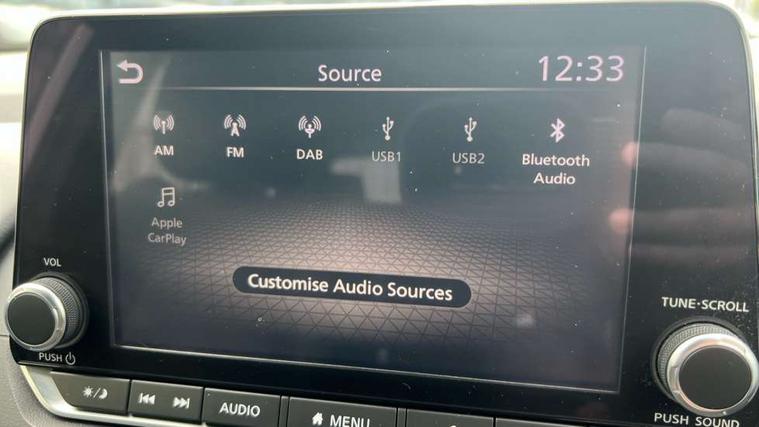 Source
12:33
AM
FM
DAB
USB1
USB2
Bluetooth
Audio
Apple
CarPlay
Customise Audio Sources
VOL
PUSH
TUNE·SCROLL
PUSH SOUND
AUDIO
MENU